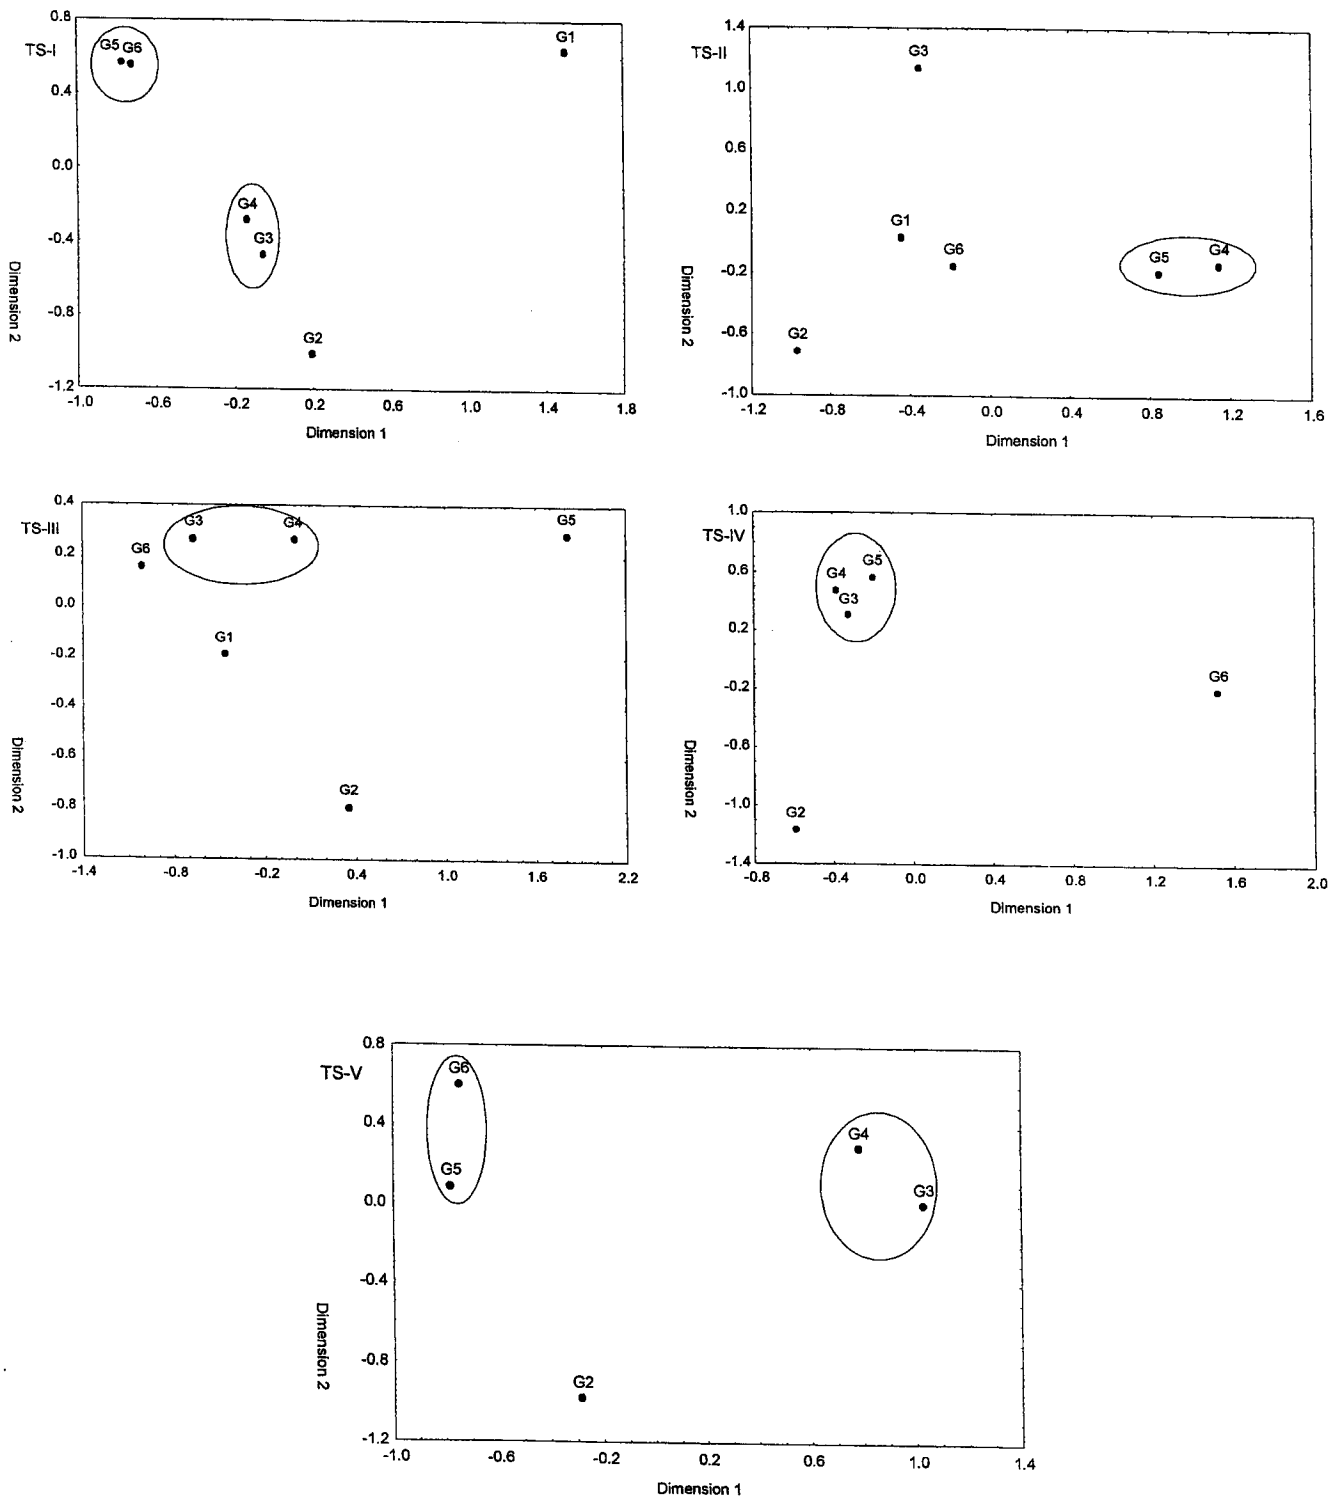 TS-I
0.8
0.4
0.0
-0.4
-0.8
-1.2
Dimension 2
G5 G6
G1
G4
G3
G2
-1.0 -0.6 -0.2 0.2 0.6 1.0 1.4 1.8
Dimension 1
TS-II
1.4
1.0
0.6
0.2
-0.2
-0.6
-1.0
Dimension 2
G3
G1
G6
G5 G4
G2
-1.2 -0.8 -0.4 0.0 0.4 0.8 1.2 1.6
Dimension 1
TS-III
0.4
0.2
0.0
-0.2
-0.4
-0.6
-0.8
-1.0
Dimension 2
G3 G4 G5
G6
G1
G2
-1.4 -0.8 -0.2 0.4 1.0 1.6 2.2
Dimension 1
TS-IV
1.0
0.6
0.2
-0.2
-0.8
-1.0
-1.4
Dimension 2
G5
G4
G3
G6
G2
-0.8 -0.4 0.0 0.4 0.8 1.2 1.6 2.0
Dimension 1
TS-V
0.8
0.4
0.0
-0.4
-0.8
-1.2
Dimension 2
G6
G4
G5
G3
G2
-1.0 -0.6 -0.2 0.2 0.6 1.0 1.4
Dimension 1